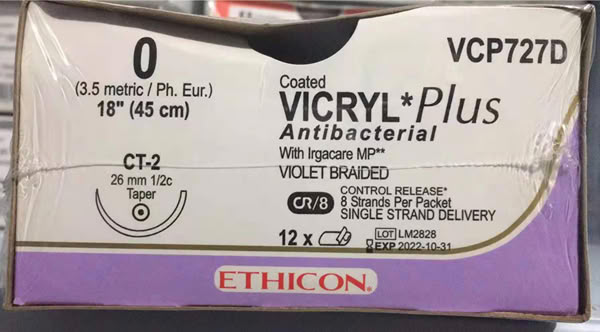 0
(3.5 metric / Ph. Eur.)
18" (45 cm)
CT-2
26 mm 1/2c
Taper
VCP727D
Coated
VICRYL* Plus
Antibacterial
With Irgacare MP**
VIOLET BRAIDED
CR/8
CONTROL RELEASE*
8 Strands Per Packet
SINGLE STRAND DELIVERY
12 x
LOT LM2828
EXP 2022-10-31
ETHICON